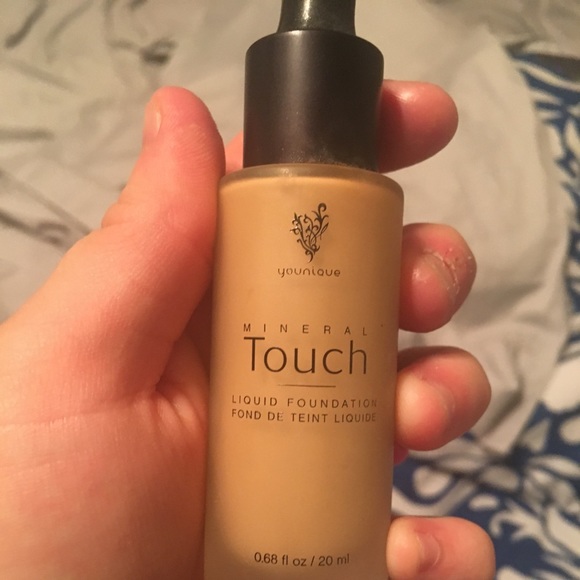 younique
MINERAL
Touch
LIQUID FOUNDATION
FOND DE TEINT LIQUIDE
0.68 fl oz / 20 ml